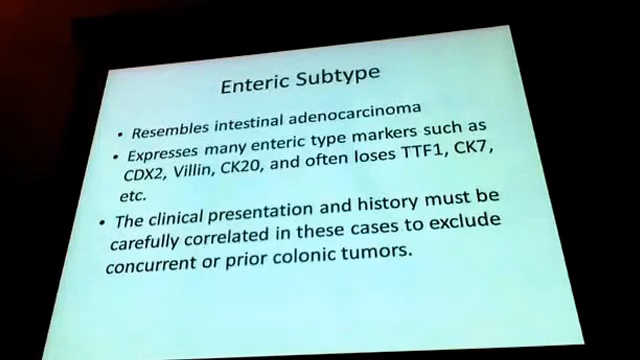 Enteric Subtype
• Resembles intestinal adenocarcinoma
• Expresses many enteric type markers such as
CDX2, Villin, CK20, and often loses TTF1, CK7,
etc.
• The clinical presentation and history must be
carefully correlated in these cases to exclude
concurrent or prior colonic tumors.